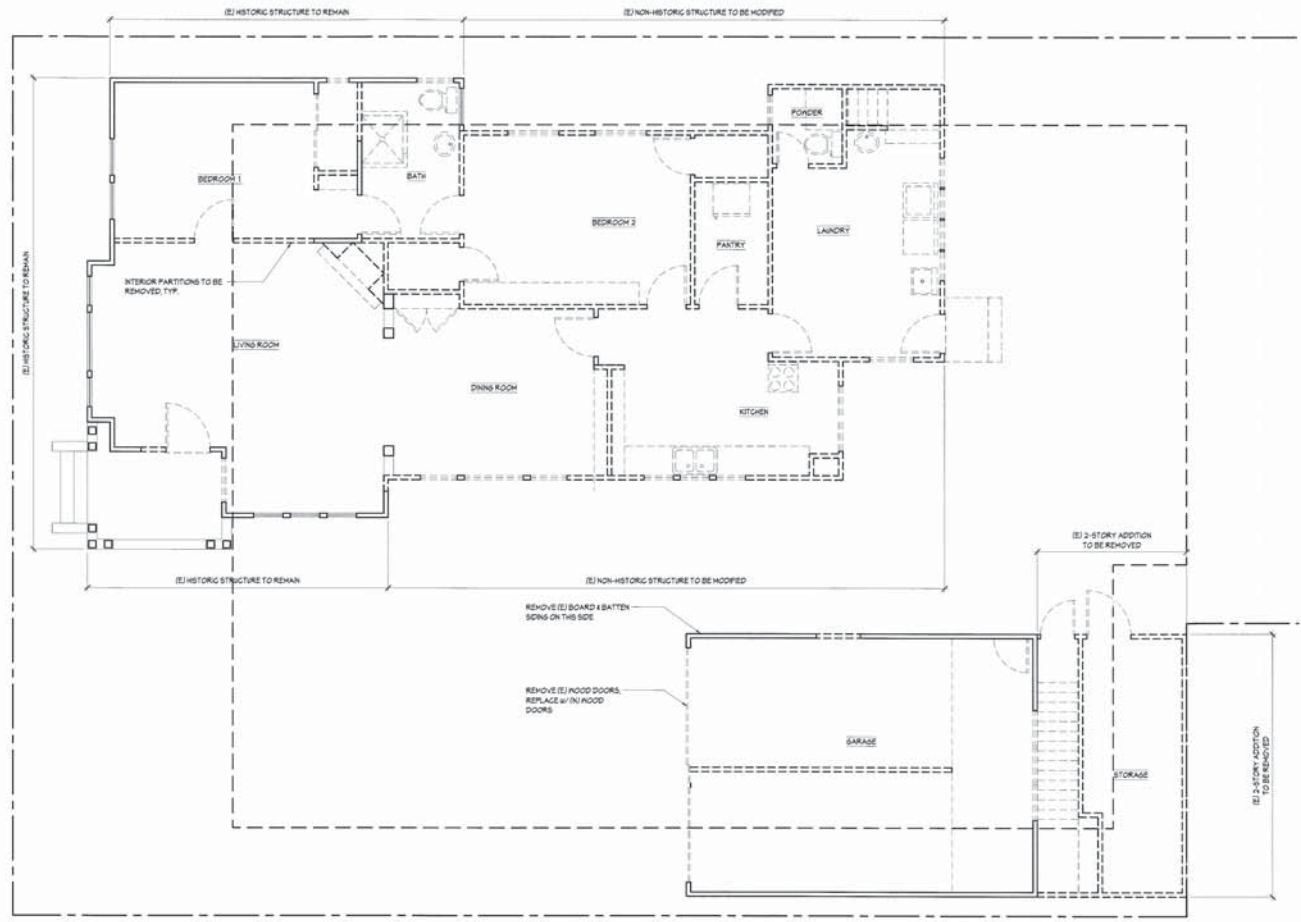 (E) HISTORIC STRUCTURE TO REMAIN
(E) NON-HISTORIC STRUCTURE TO BE MODIFIED
POWDER
BEDROOM 1
BATH
BEDROOM 2
PANTRY
LAUNDRY
(E) HISTORIC STRUCTURE TO REMAIN
INTERIOR PARTITIONS TO BE
REMOVED, TYP.
LIVING ROOM
DINING ROOM
KITCHEN
(E) 2-STORY ADDITION
TO BE REMOVED
(E) HISTORIC STRUCTURE TO REMAIN
(E) NON-HISTORIC STRUCTURE TO BE MODIFIED
REMOVE (E) BOARD & BATTEN
SIDING ON THIS SIDE
REMOVE (E) WOOD DOORS,
REPLACE w/ (N) WOOD
DOORS
GARAGE
STORAGE
(E) 2-STORY ADDITION
TO BE REMOVED